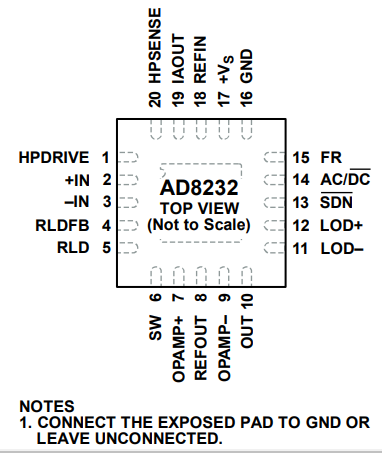 20 HPSENSE
19 IAOUT
18 REFIN
17 +VS
16 GND
HPDRIVE 1
+IN 2
–IN 3
RLDFB 4
RLD 5
AD8232
TOP VIEW
(Not to Scale)
15 FR
14 AC/D̅C̅
13 S̅D̅N̅
12 LOD+
11 LOD–
SW 6
OPAMP+ 7
REFOUT 8
OPAMP– 9
OUT 10
NOTES
1. CONNECT THE EXPOSED PAD TO GND OR
LEAVE UNCONNECTED.